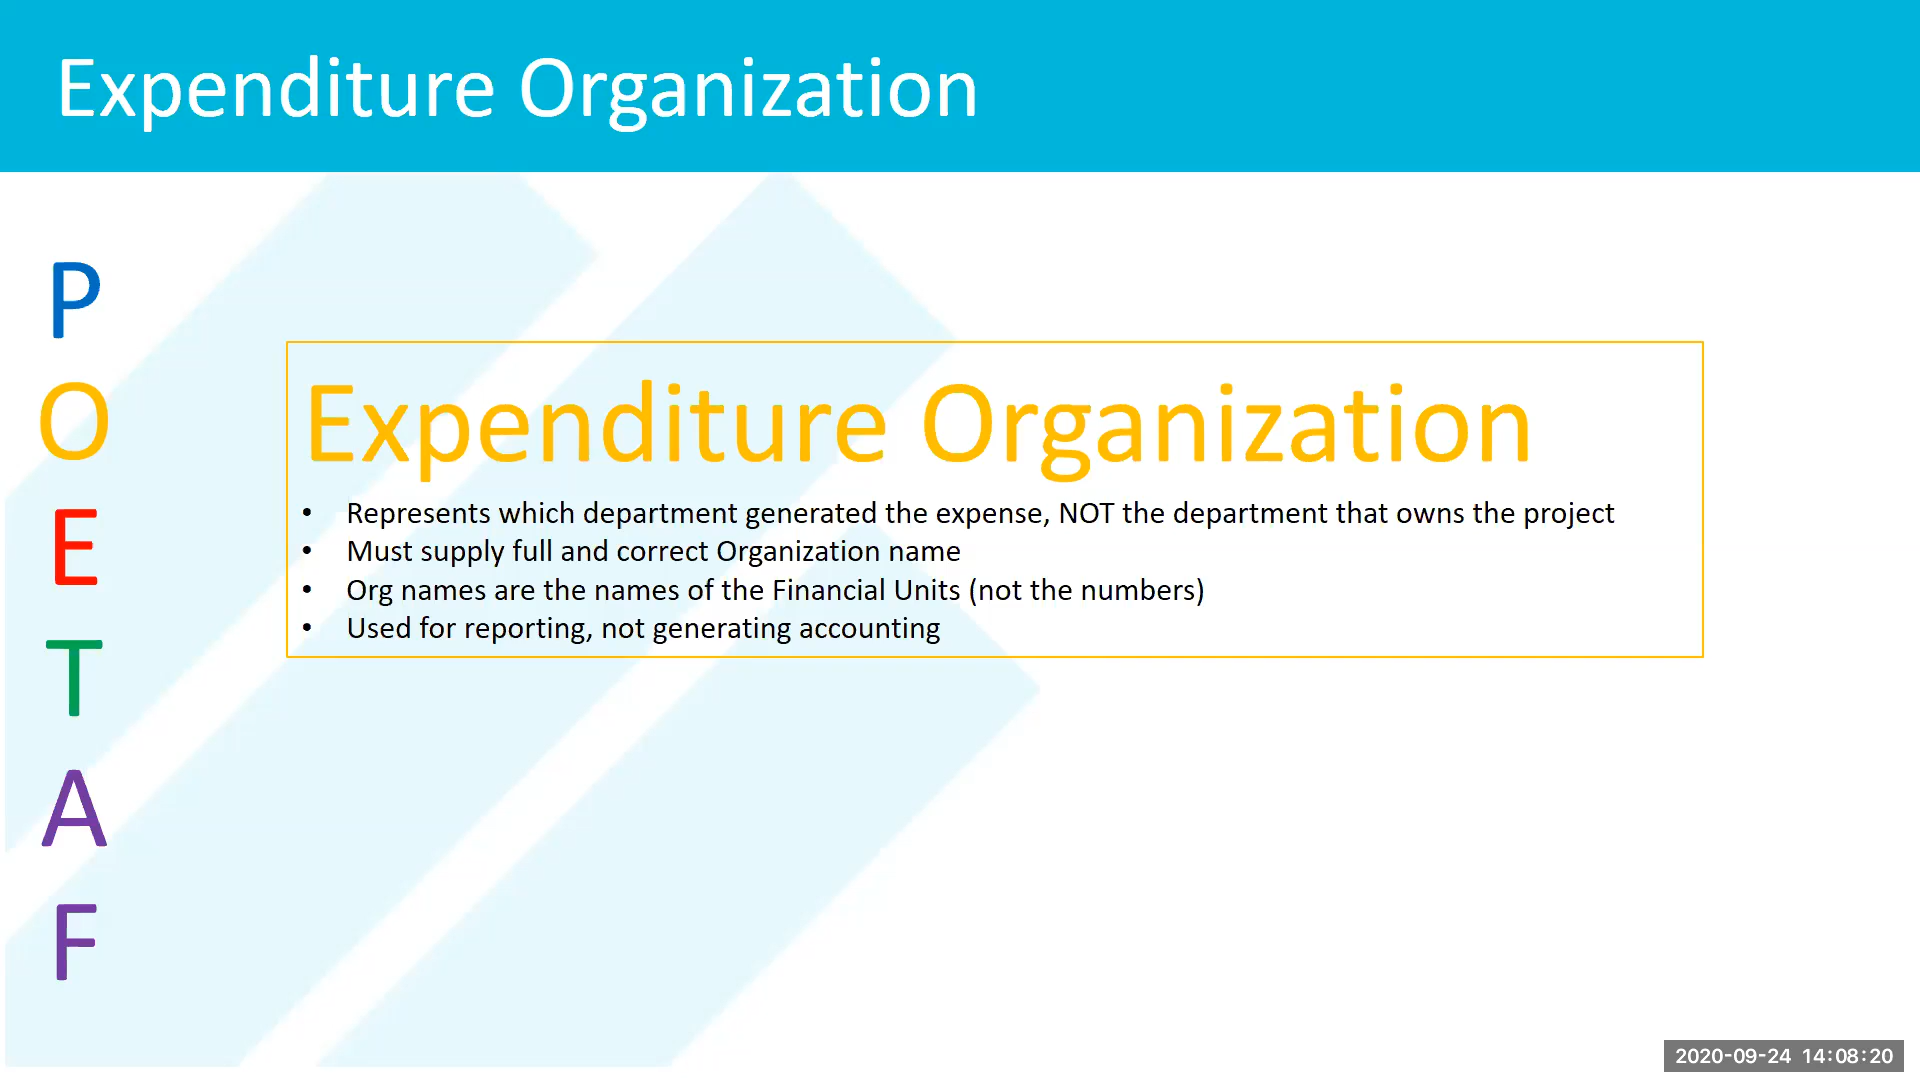 Expenditure Organization
P
O
E
T
A
F
Expenditure Organization
• Represents which department generated the expense, NOT the department that owns the project
• Must supply full and correct Organization name
• Org names are the names of the Financial Units (not the numbers)
• Used for reporting, not generating accounting
2020-09-24 14:08:20